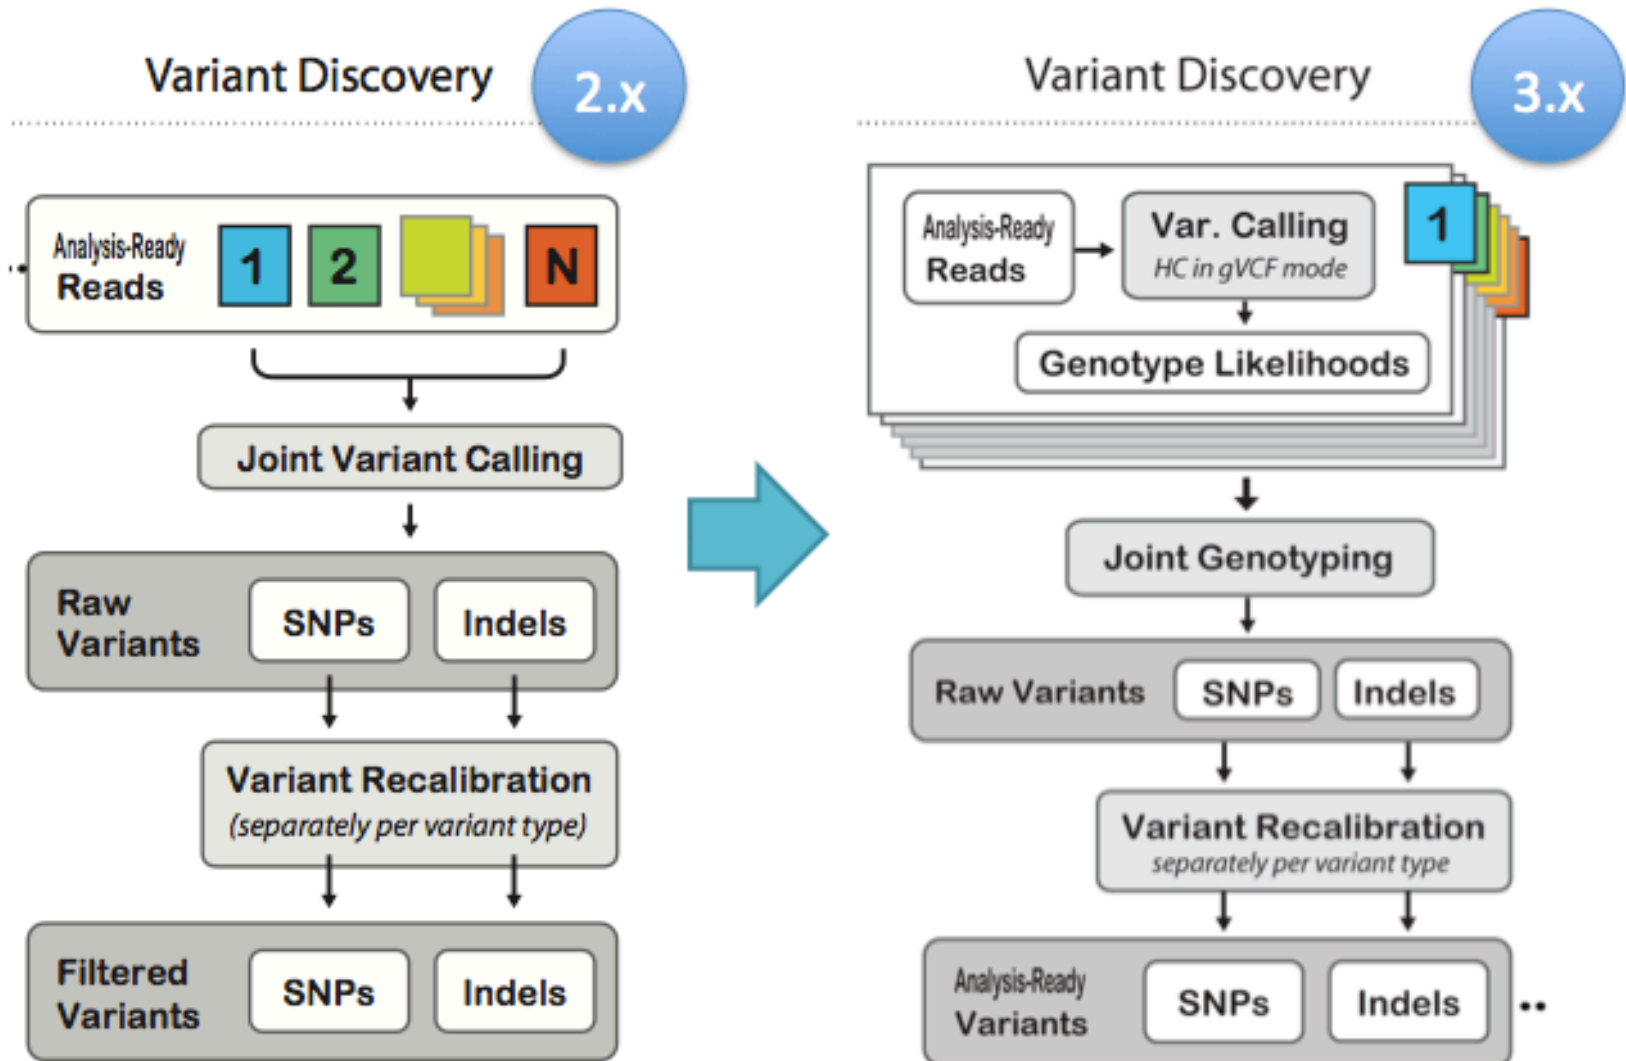 Variant Discovery
2.x
Analysis-Ready
Reads
1
2
N
Joint Variant Calling
Raw
Variants
SNPs
Indels
Variant Recalibration
(separately per variant type)
Filtered
Variants
SNPs
Indels
Variant Discovery
3.x
Analysis-Ready
Reads
Var. Calling
HC in gVCF mode
1
Genotype Likelihoods
Joint Genotyping
Raw Variants
SNPs
Indels
Variant Recalibration
separately per variant type
Analysis-Ready
Variants
SNPs
Indels